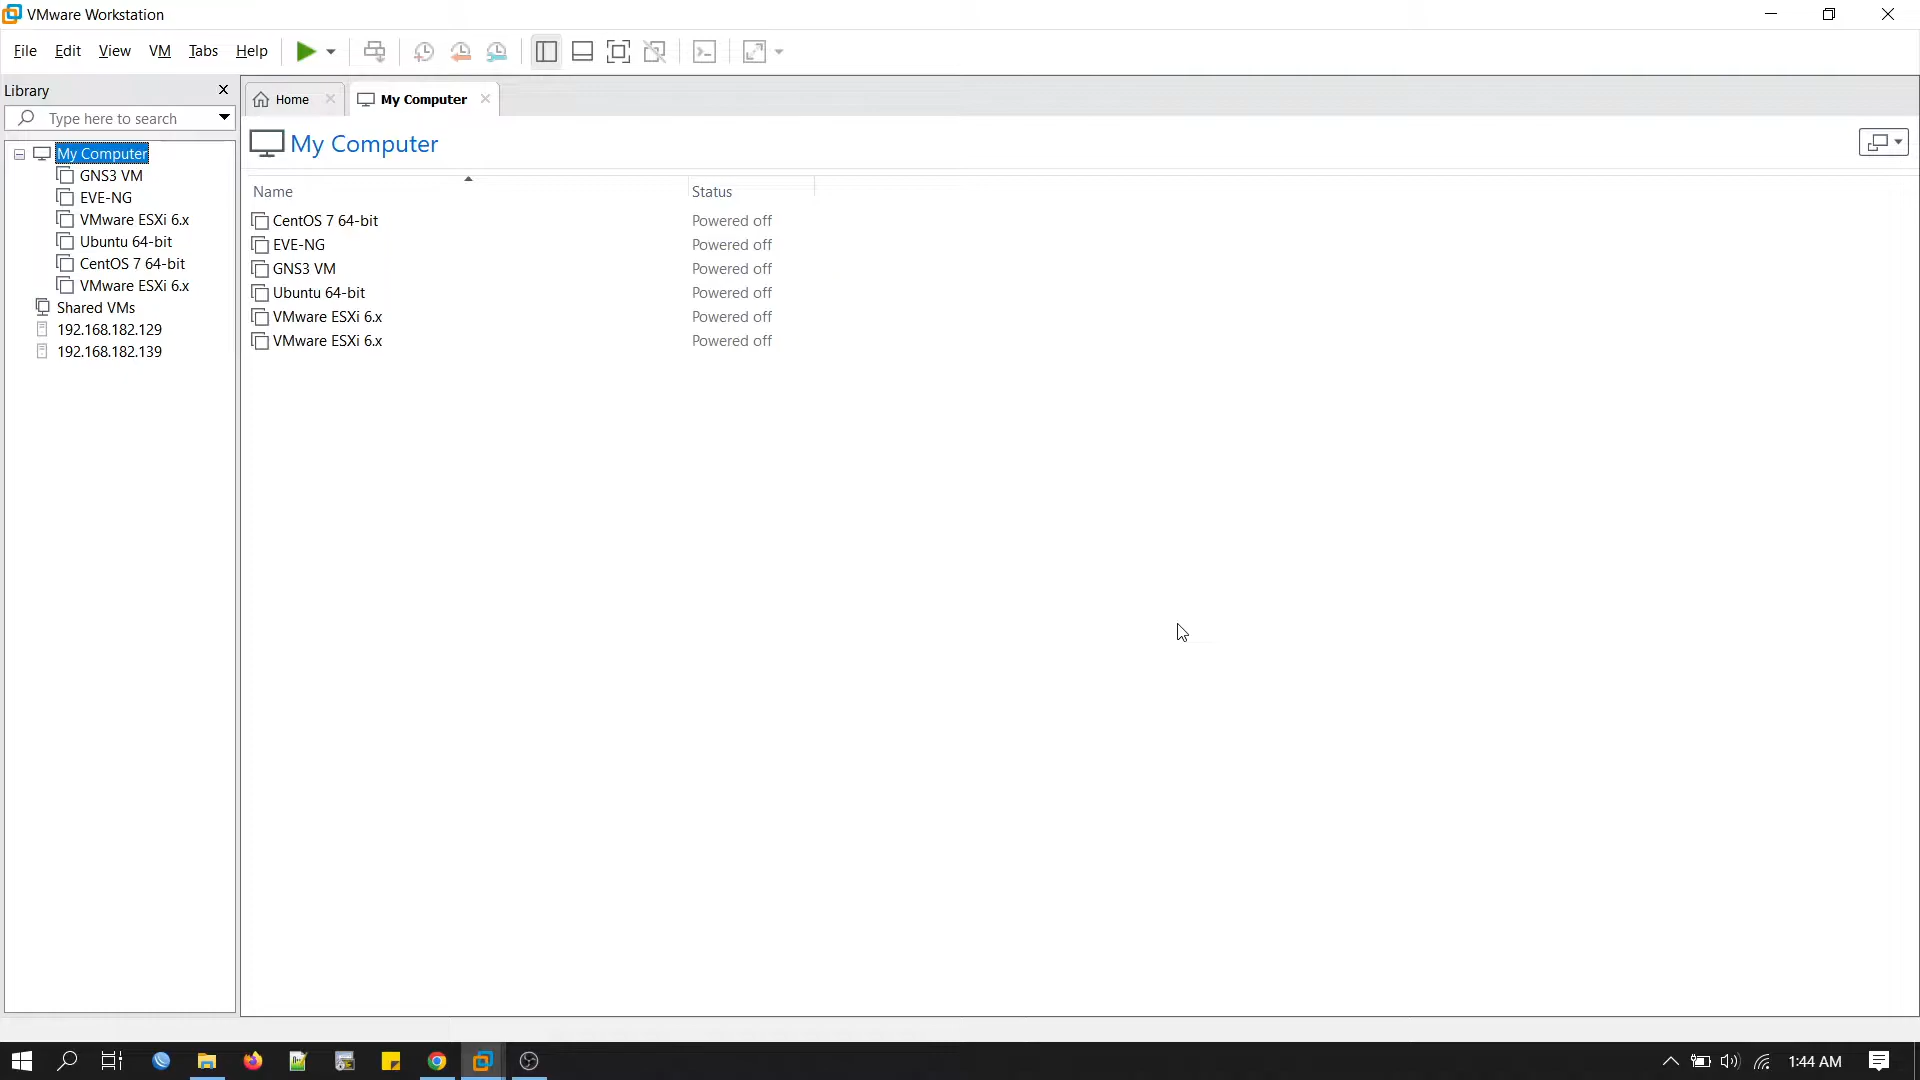 VMware Workstation
File Edit View VM Tabs Help
Library
Type here to search
My Computer
GNS3 VM
EVE-NG
VMware ESXi 6.x
Ubuntu 64-bit
CentOS 7 64-bit
VMware ESXi 6.x
Shared VMs
192.168.182.129
192.168.182.139
Home
My Computer
My Computer
Name Status
CentOS 7 64-bit Powered off
EVE-NG Powered off
GNS3 VM Powered off
Ubuntu 64-bit Powered off
VMware ESXi 6.x Powered off
VMware ESXi 6.x Powered off
1:44 AM